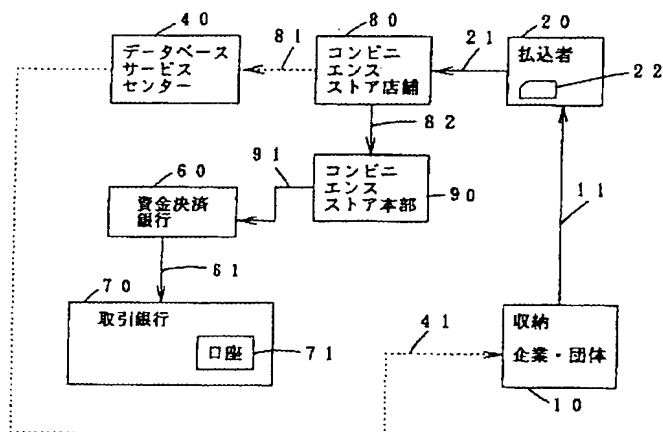 40
データベース
サービス
センター
81
80
コンビニ
エンス
ストア店舗
21
20
払込者
22
82
91
コンビニ
エンス
ストア本部
90
60
資金決済
銀行
61
11
70
取引銀行
口座
71
41
収納
企業・団体
10